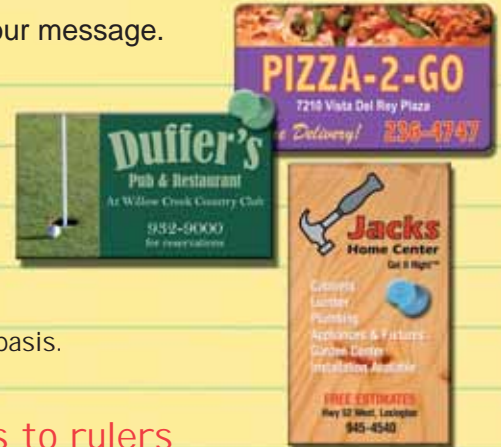 our message.
PIZZA-2-GO
7210 Vista Del Rey Plaza
Delivery! 236-4747
Duffer's
Pub & Restaurant
At Willow Creek Country Club
932-9000
for reservations
Jacks
Home Center
Get It Right™
Cabinets
Lumber
Plumbing
Appliances & Fixtures
Garden Center
Installation Available
FREE ESTIMATES
Hwy 52 West, Lexington
945-4540
basis.
s to rulers